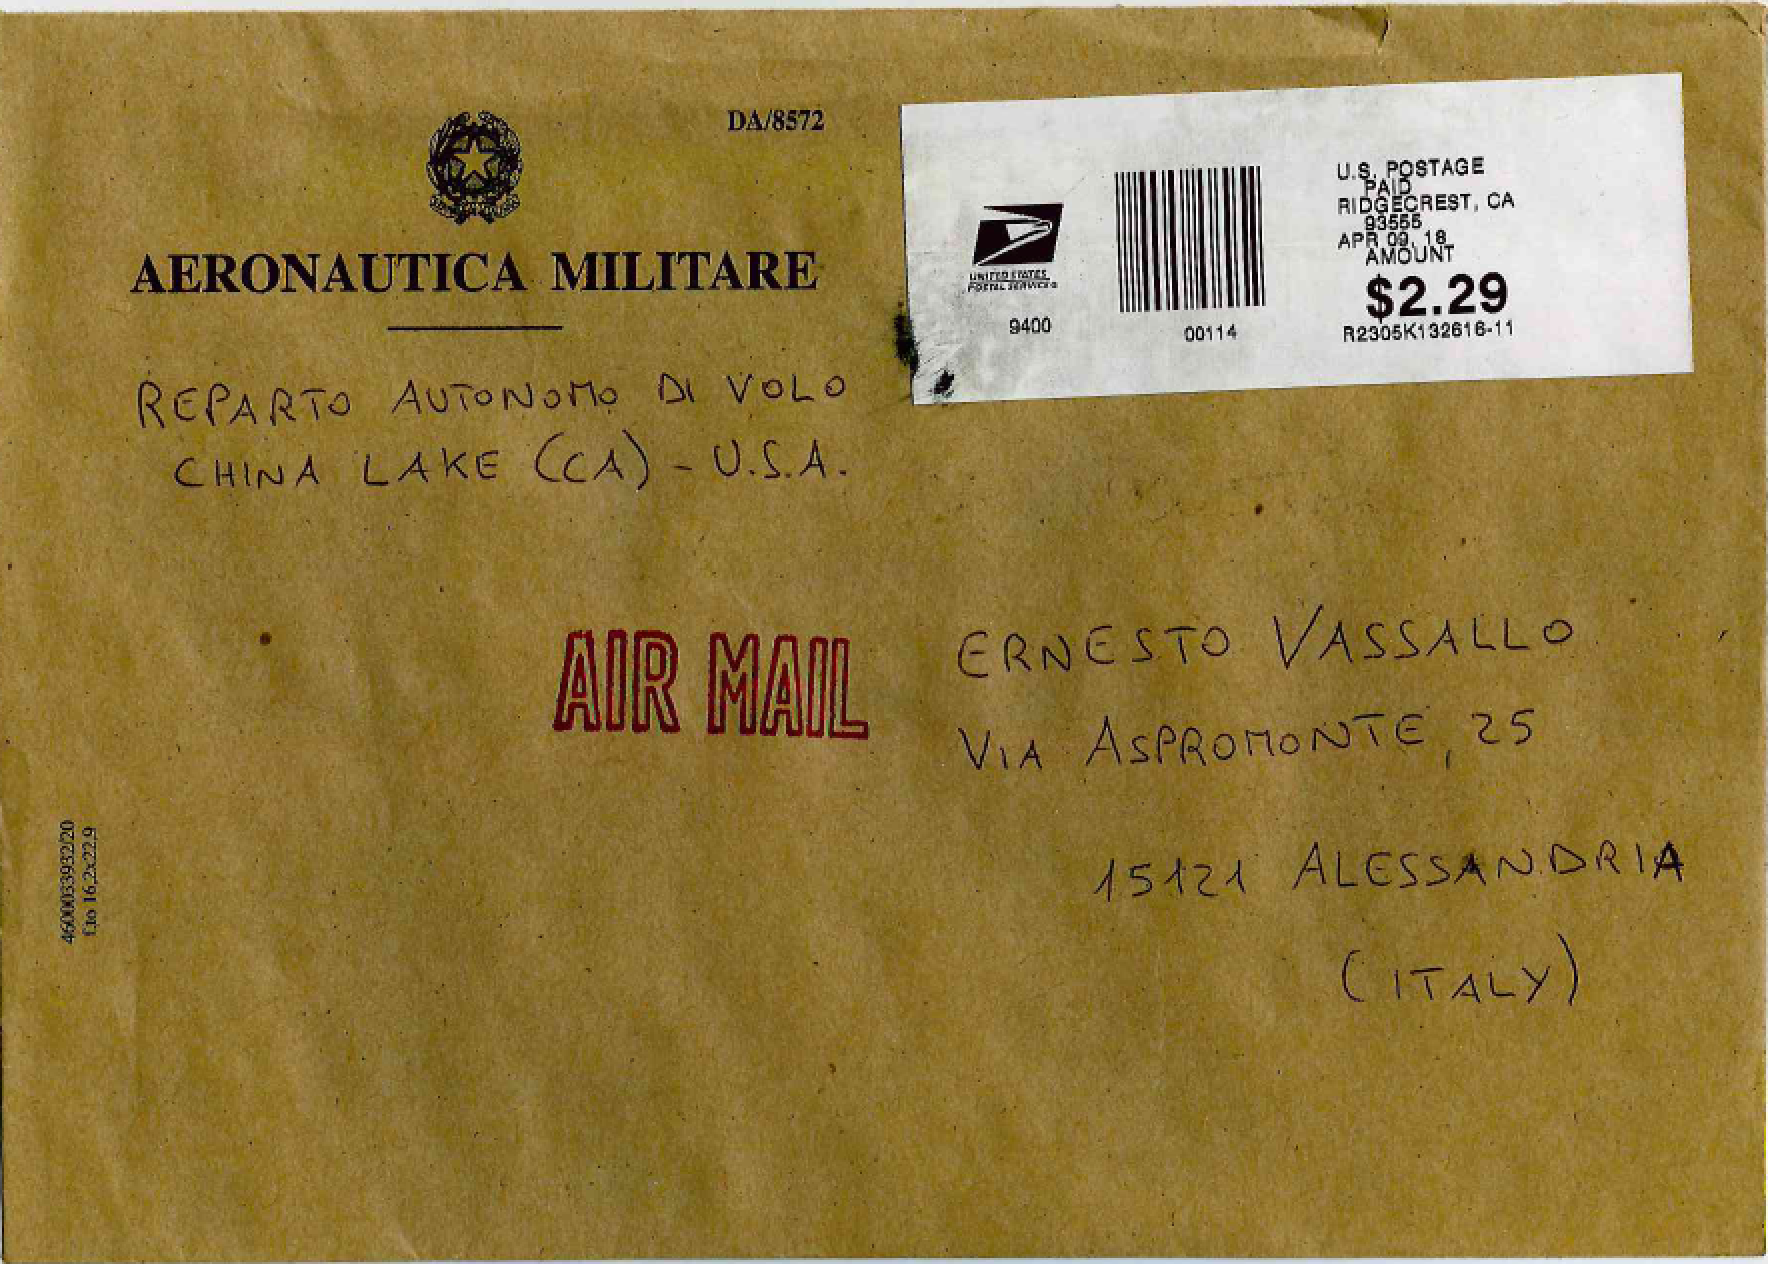 DA/8572
AERONAUTICA MILITARE
REPARTO AUTONOMO DI VOLO
CHINA LAKE (CA) - U.S.A.
UNITED STATES
POSTAL SERVICE®
9400
00114
U.S. POSTAGE
PAID
RIDGECREST, CA
93555
APR 09, 18
AMOUNT
$2.29
R2305K132616-11
AIR MAIL
ERNESTO VASSALLO
VIA ASPROMONTE, 25
15121 ALESSANDRIA
(ITALY)
4600033932/20
f.to 16,2x22,9